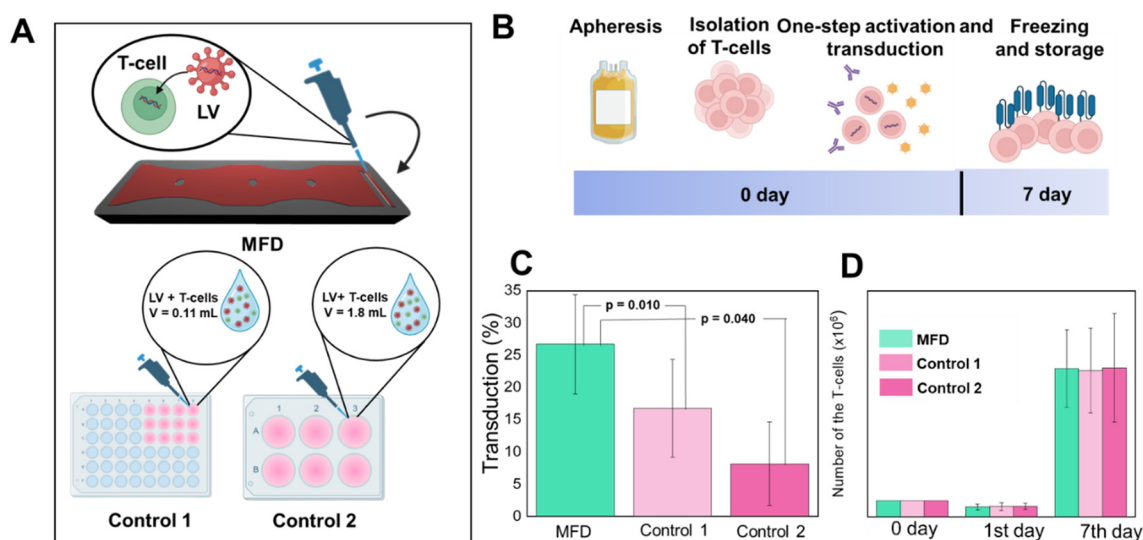 A
T-cell
LV
MFD
LV + T-cells
V = 0.11 mL
LV+ T-cells
V = 1.8 mL
1 2 3
A
B
Control 1
Control 2
B
Apheresis
Isolation
of T-cells
One-step activation and
transduction
Freezing
and storage
0 day
7 day
C
Transduction (%)
35
30
25
20
15
10
5
0
p = 0.010
p = 0.040
MFD
Control 1
Control 2
D
Number of the T-cells (x10⁶)
MFD
Control 1
Control 2
0 day
1st day
7th day